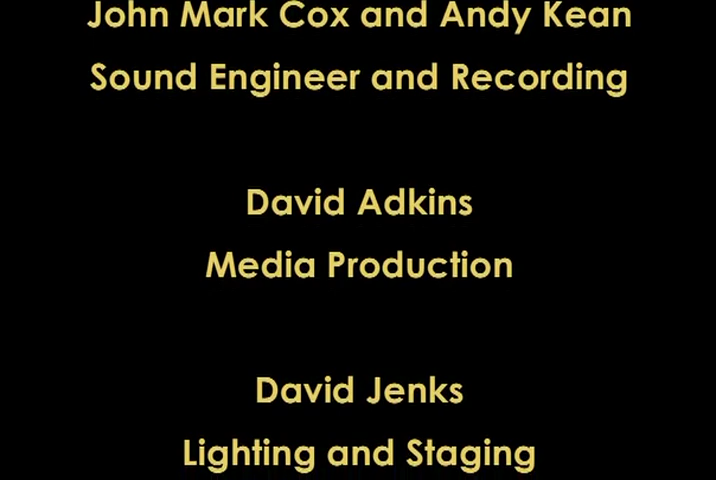 John Mark Cox and Andy Kean
Sound Engineer and Recording
David Adkins
Media Production
David Jenks
Lighting and Staging